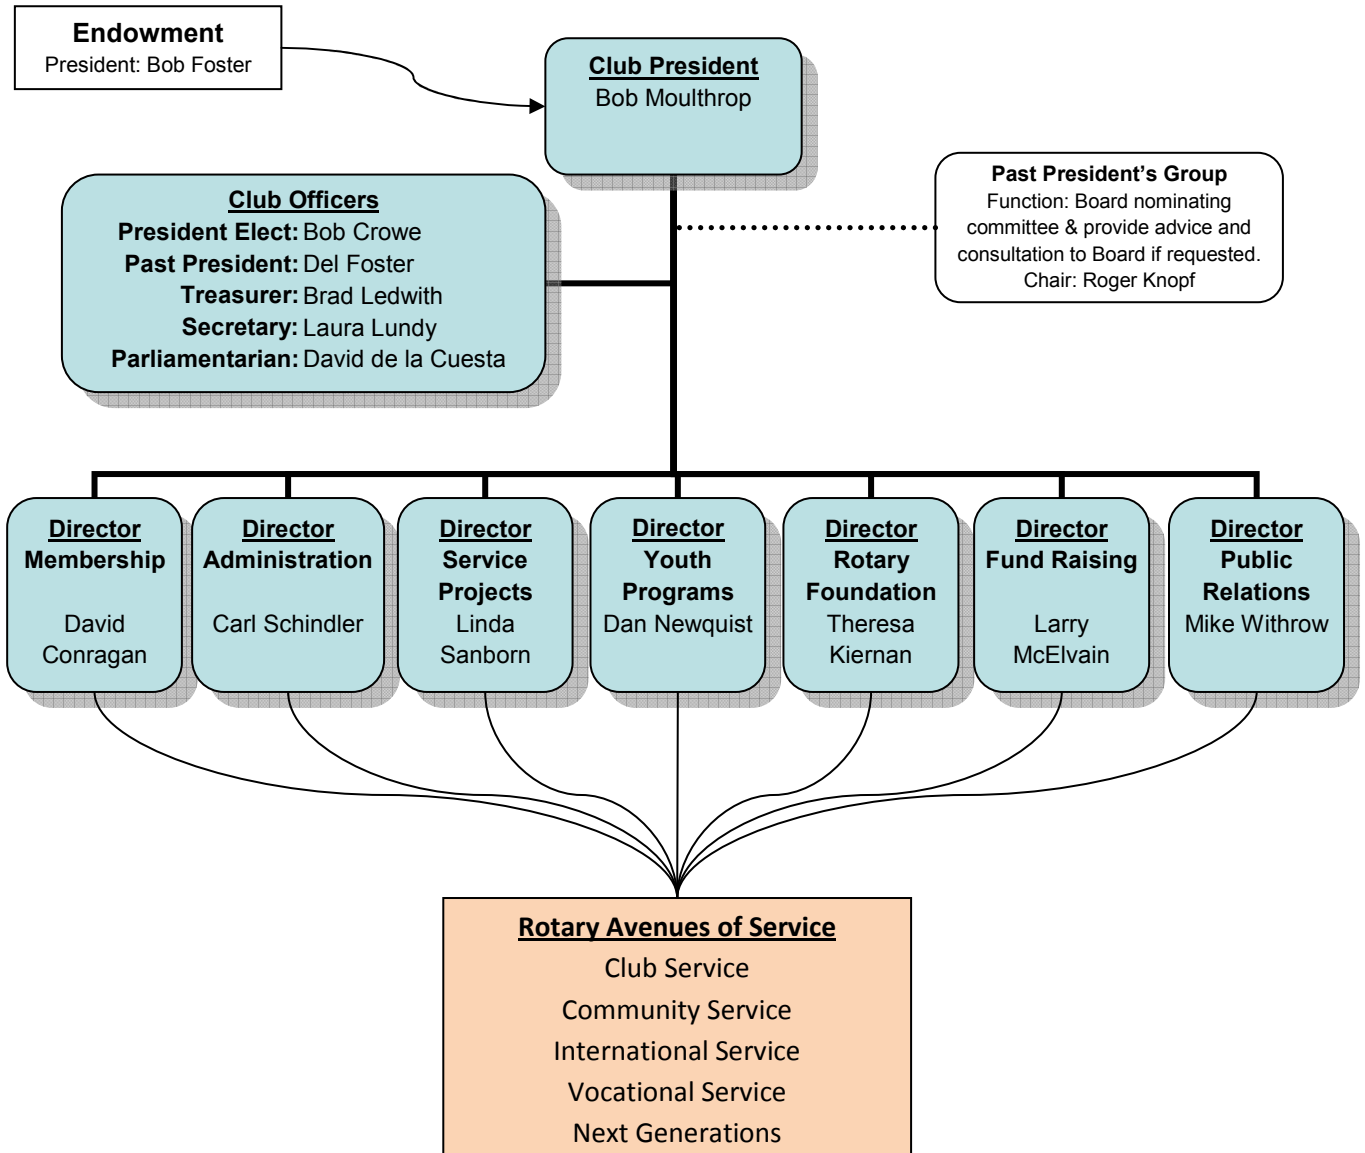 Endowment
President: Bob Foster
Club President
Bob Moulthrop
Past President's Group
Function: Board nominating
committee & provide advice and
consultation to Board if requested.
Chair: Roger Knopf
Club Officers
President Elect: Bob Crowe
Past President: Del Foster
Treasurer: Brad Ledwith
Secretary: Laura Lundy
Parliamentarian: David de la Cuesta
Director
Membership
David
Conragan
Director
Administration
Carl Schindler
Director
Service
Projects
Linda
Sanborn
Director
Youth
Programs
Dan Newquist
Director
Rotary
Foundation
Theresa
Kiernan
Director
Fund Raising
Larry
McElvain
Director
Public
Relations
Mike Withrow
Rotary Avenues of Service
Club Service
Community Service
International Service
Vocational Service
Next Generations